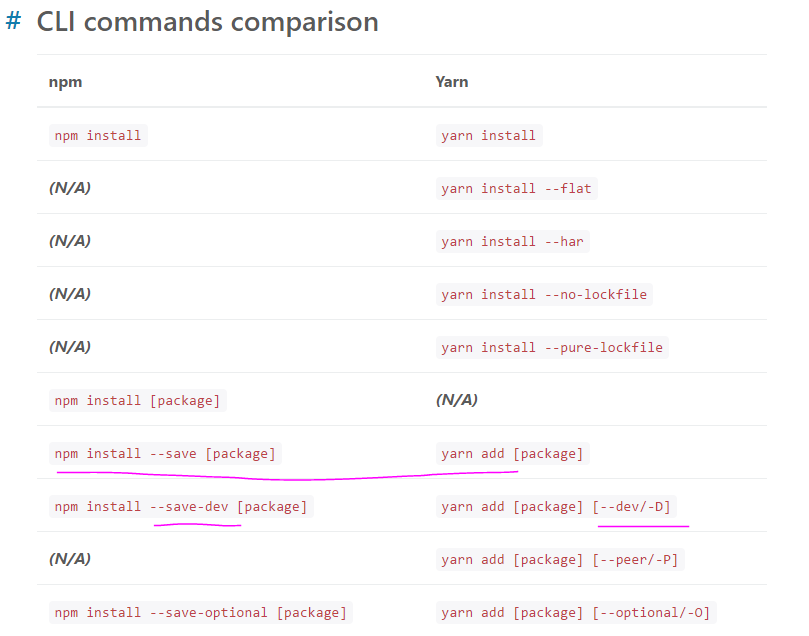 # CLI commands comparison
npm Yarn
npm install yarn install
(N/A) yarn install --flat
(N/A) yarn install --har
(N/A) yarn install --no-lockfile
(N/A) yarn install --pure-lockfile
npm install [package] (N/A)
npm install --save [package] yarn add [package]
npm install --save-dev [package] yarn add [package] [--dev/-D]
(N/A) yarn add [package] [--peer/-P]
npm install --save-optional [package] yarn add [package] [--optional/-O]